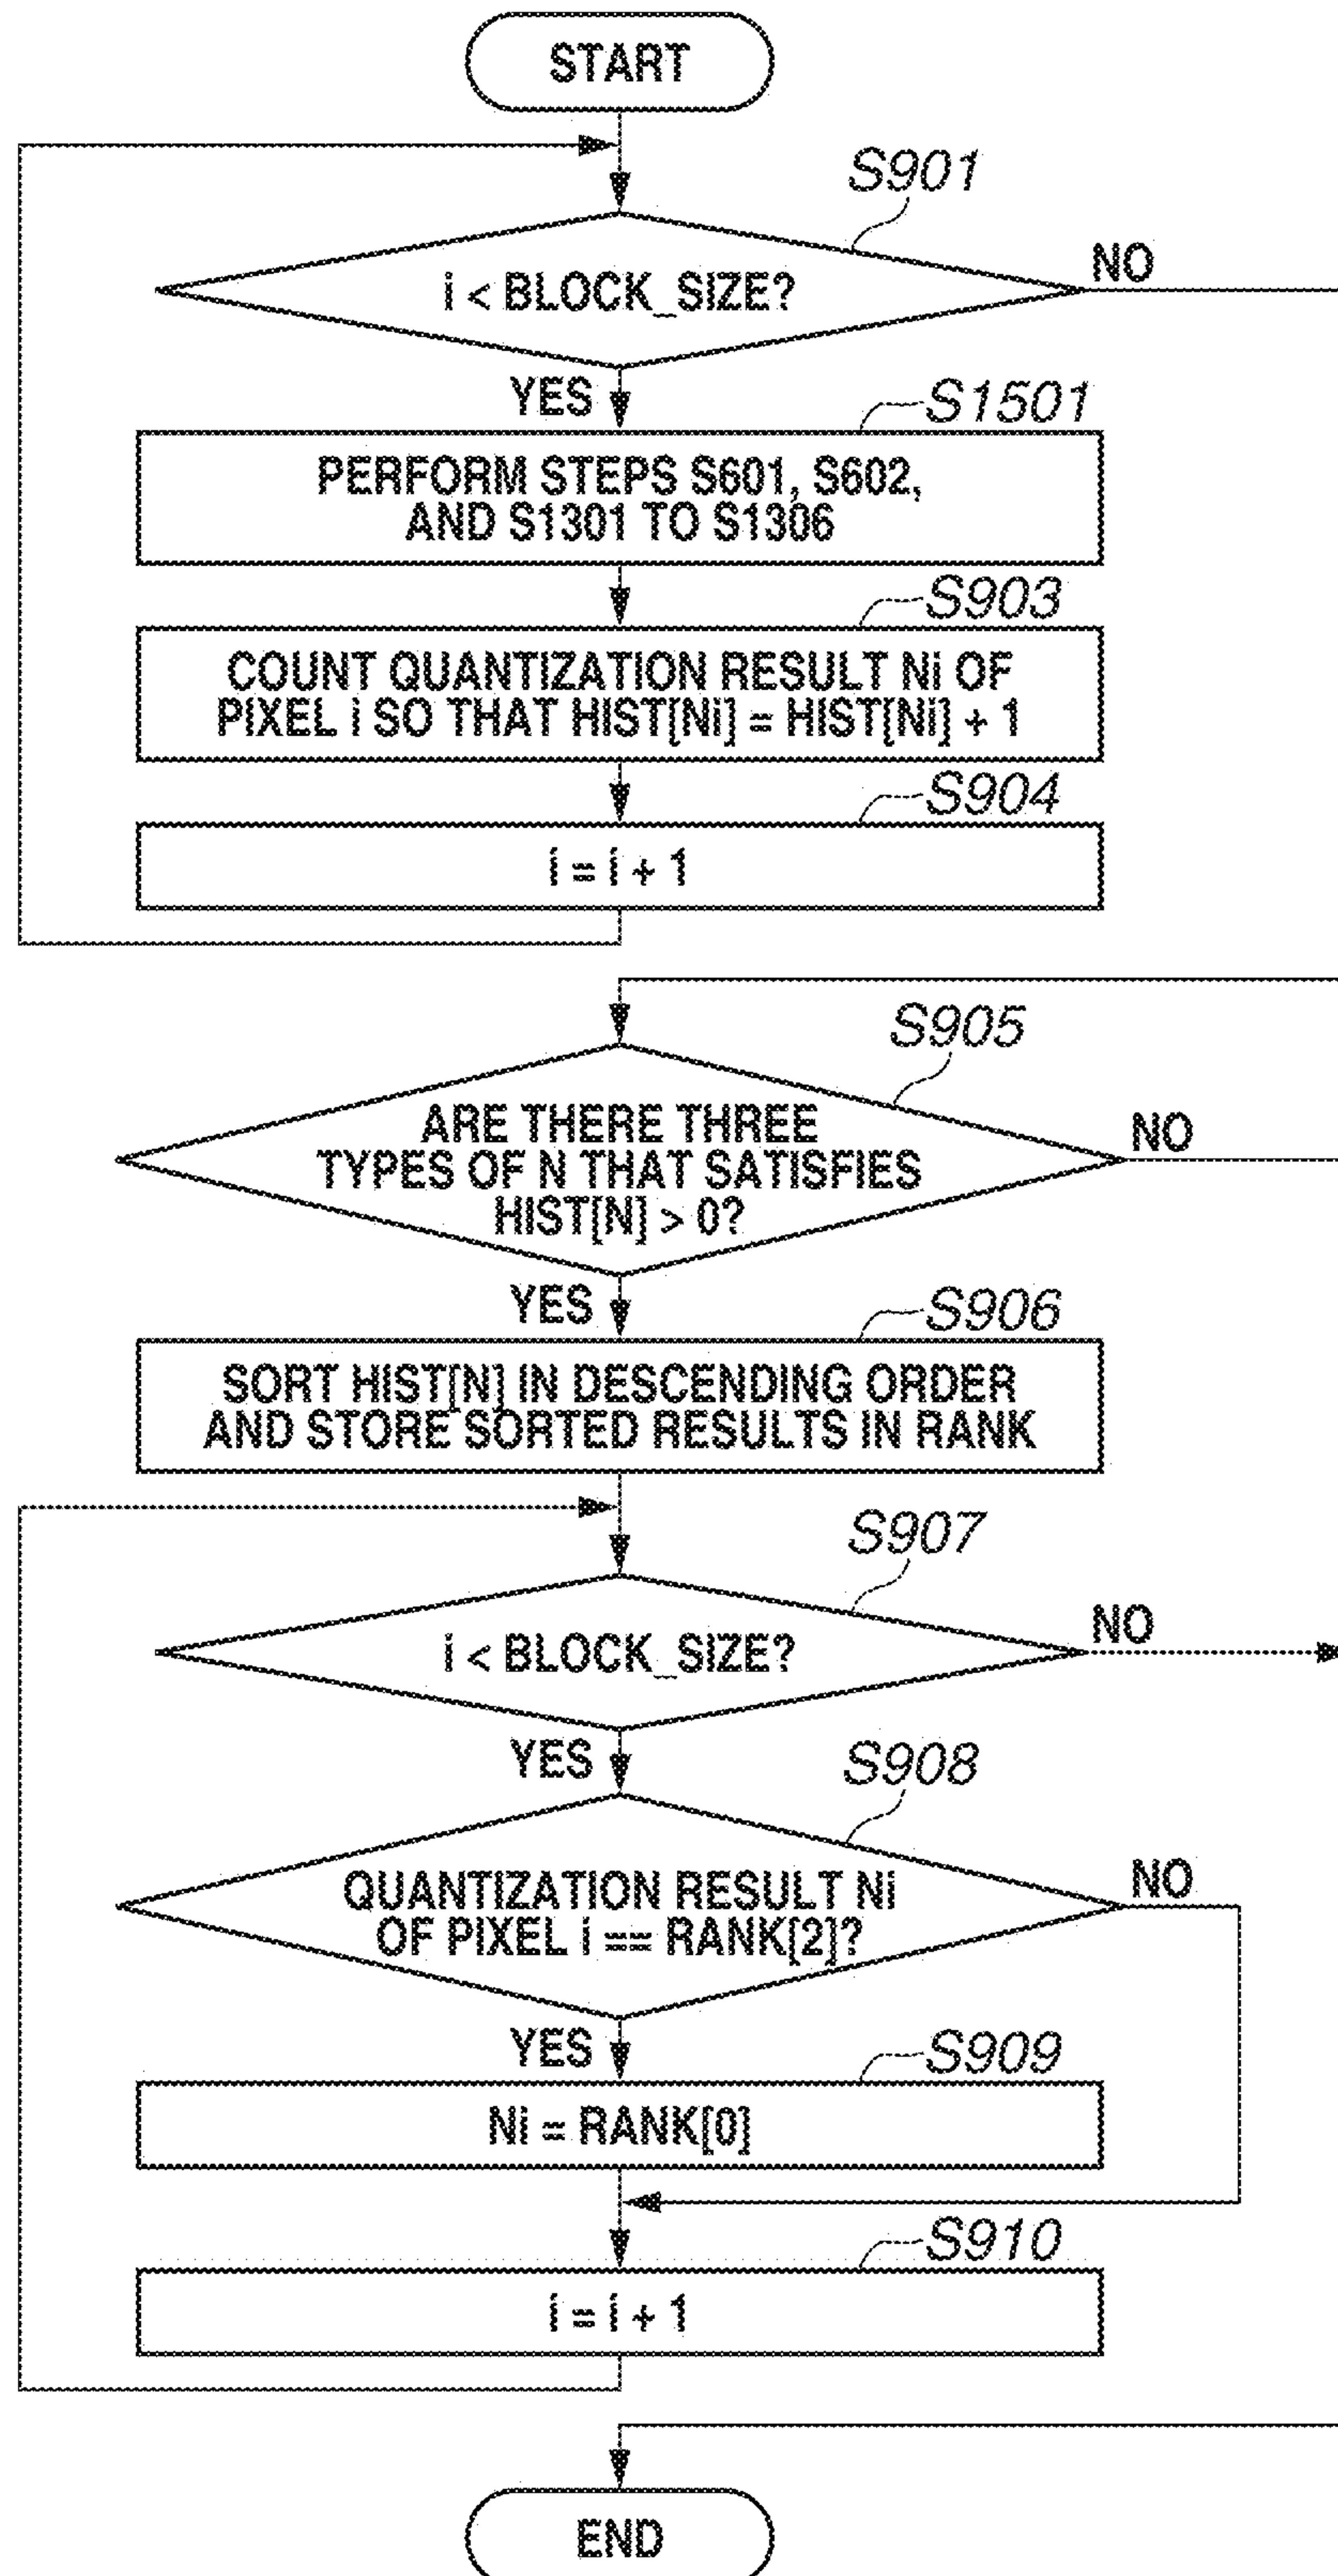 START
S901
i < BLOCK_SIZE?
NO
YES
S1501
PERFORM STEPS S601, S602,
AND S1301 TO S1306
S903
COUNT QUANTIZATION RESULT Ni OF
PIXEL i SO THAT HIST[Ni] = HIST[Ni] + 1
S904
i = i + 1
S905
ARE THERE THREE
TYPES OF N THAT SATISFIES
HIST[N] > 0?
NO
YES
S906
SORT HIST[N] IN DESCENDING ORDER
AND STORE SORTED RESULTS IN RANK
S907
i < BLOCK_SIZE?
NO
YES
S908
QUANTIZATION RESULT Ni
OF PIXEL i == RANK[2]?
NO
YES
S909
Ni = RANK[0]
S910
i = i + 1
END